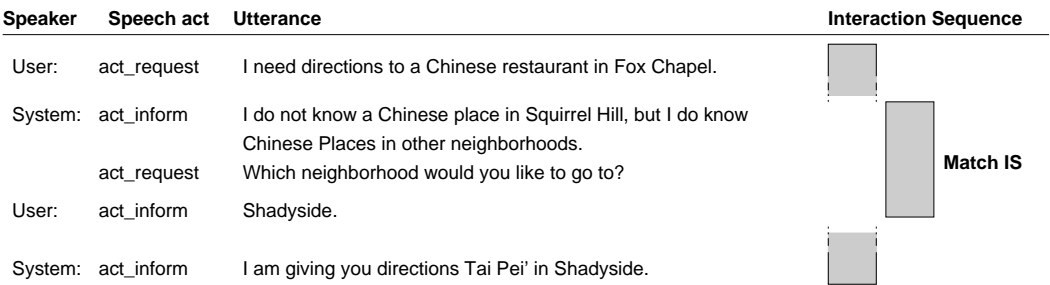 Speaker Speech act Utterance Interaction Sequence
User: act_request I need directions to a Chinese restaurant in Fox Chapel.
System: act_inform I do not know a Chinese place in Squirrel Hill, but I do know
Chinese Places in other neighborhoods.
act_request Which neighborhood would you like to go to?
Match IS
User: act_inform Shadyside.
System: act_inform I am giving you directions Tai Pei' in Shadyside.